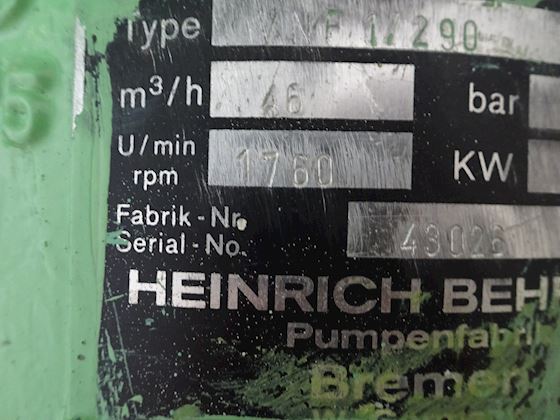 5
Type F 1/290
m³/h 46 bar
U/min
rpm 1760 KW
Fabrik-Nr.
Serial-No. 43026
HEINRICH BEH
Pumpenfabri
Bremen